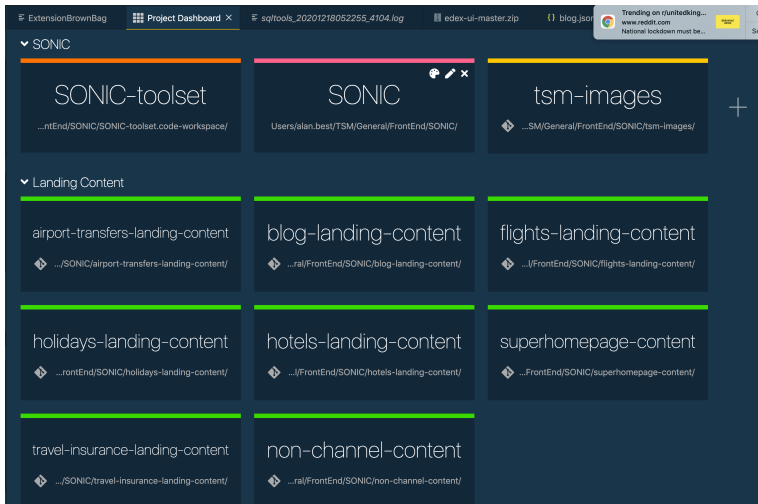 ExtensionBrownBag
Project Dashboard
sqltools_20201218052255_4104.log
edex-ui-master.zip
{} blog.json
Trending on r/unitedking...
www.reddit.com
National lockdown must be...
SONIC
SONIC-toolset
...ntEnd/SONIC/SONIC-toolset.code-workspace/
SONIC
Users/alan.best/TSM/General/FrontEnd/SONIC/
tsm-images
...SM/General/FrontEnd/SONIC/tsm-images/
Landing Content
airport-transfers-landing-content
.../SONIC/airport-transfers-landing-content/
blog-landing-content
...ral/FrontEnd/SONIC/blog-landing-content/
flights-landing-content
...l/FrontEnd/SONIC/flights-landing-content/
holidays-landing-content
...rontEnd/SONIC/holidays-landing-content/
hotels-landing-content
...l/FrontEnd/SONIC/hotels-landing-content/
superhomepage-content
...FrontEnd/SONIC/superhomepage-content/
travel-insurance-landing-content
.../SONIC/travel-insurance-landing-content/
non-channel-content
...ral/FrontEnd/SONIC/non-channel-content/